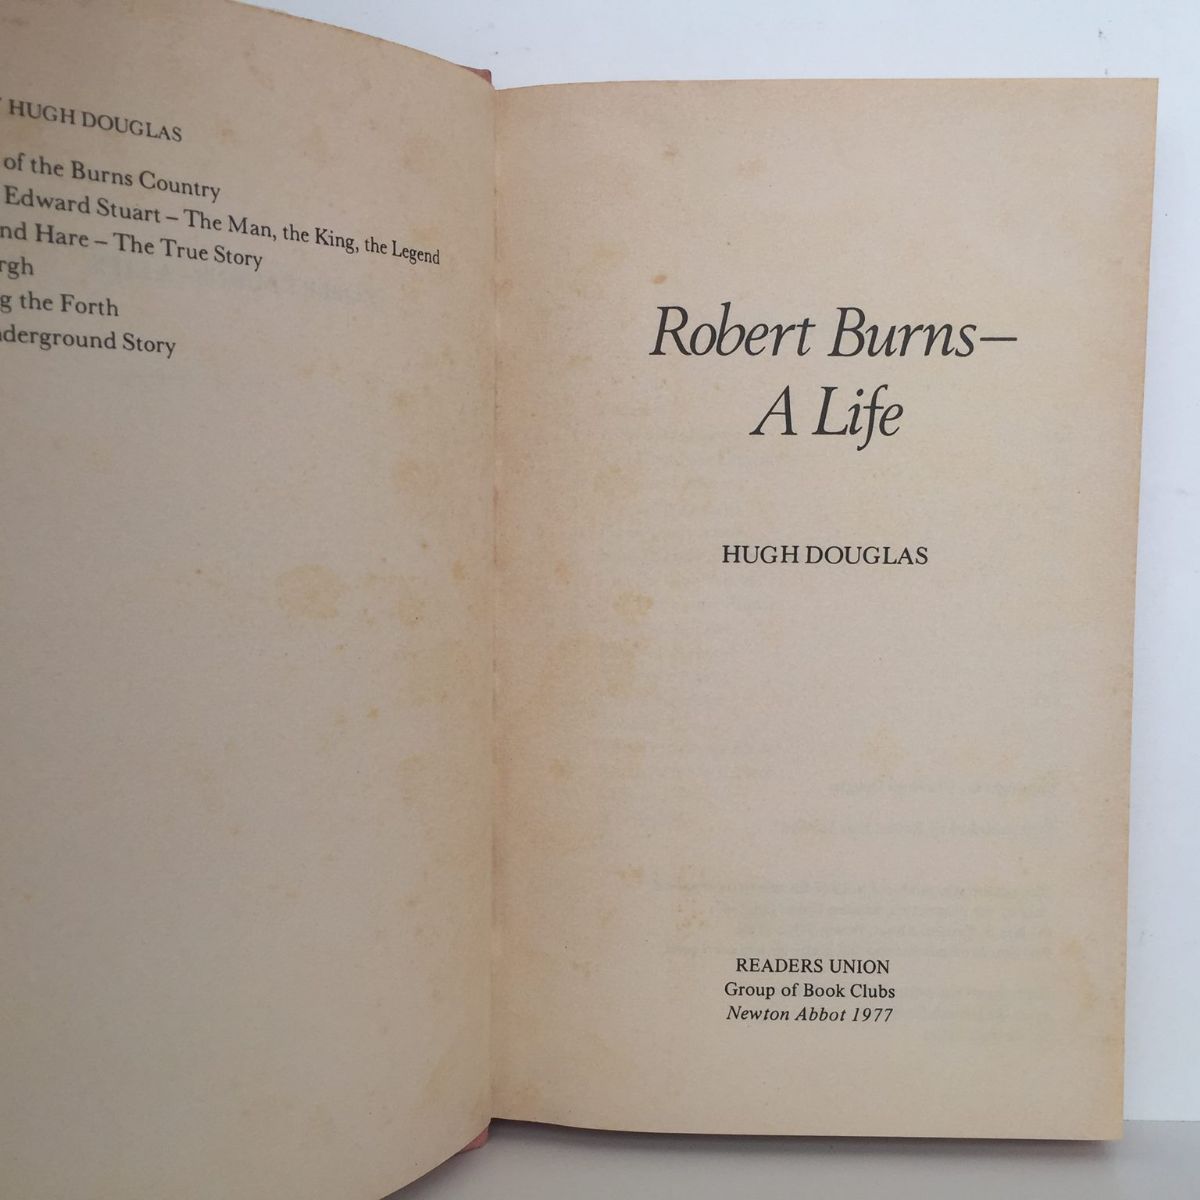 HUGH DOUGLAS
of the Burns Country
Edward Stuart – The Man, the King, the Legend
nd Hare – The True Story
rgh
g the Forth
derground Story
Robert Burns–
A Life
HUGH DOUGLAS
READERS UNION
Group of Book Clubs
Newton Abbot 1977